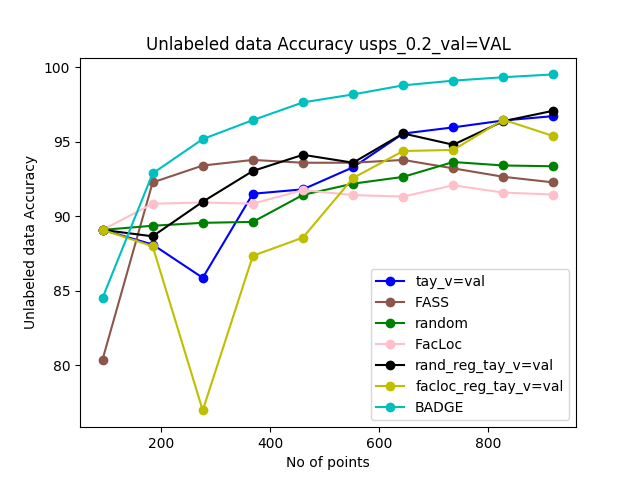 Unlabeled data Accuracy usps_0.2_val=VAL
100
95
90
85
80
Unlabeled data Accuracy
200
400
600
800
No of points
tay_v=val
FASS
random
FacLoc
rand_reg_tay_v=val
facloc_reg_tay_v=val
BADGE